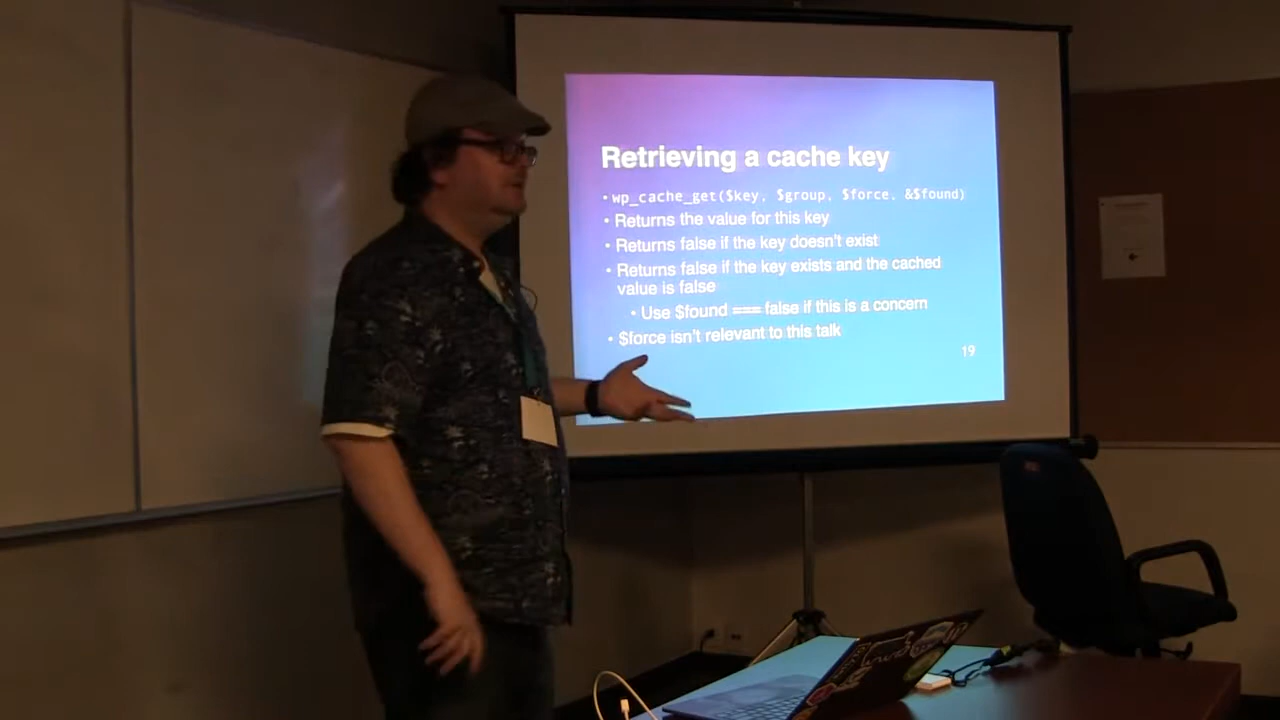 Retrieving a cache key
• wp_cache_get($key, $group, $force, &$found)
• Returns the value for this key
• Returns false if the key doesn't exist
• Returns false if the key exists and the cached
value is false
• Use $found === false if this is a concern
• $force isn't relevant to this talk
19